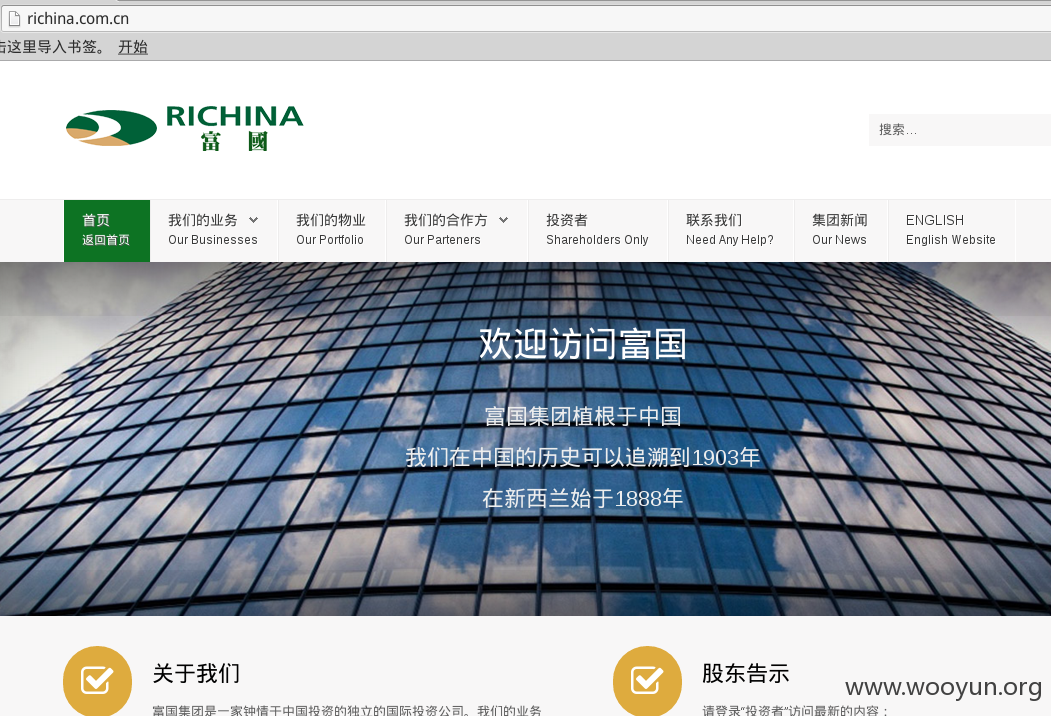 richina.com.cn
击这里导入书签。 开始
RICHINA
富 國
搜索...
首页
返回首页
我们的业务
Our Businesses
我们的物业
Our Portfolio
我们的合作方
Our Parteners
投资者
Shareholders Only
联系我们
Need Any Help?
集团新闻
Our News
ENGLISH
English Website
欢迎访问富国
富国集团植根于中国
我们在中国的历史可以追溯到1903年
在新西兰始于1888年
关于我们
富国集团是一家钟情于中国投资的独立的国际投资公司。我们的业务
股东告示
请登录“投资者”访问最新的内容：
www.wooyun.org